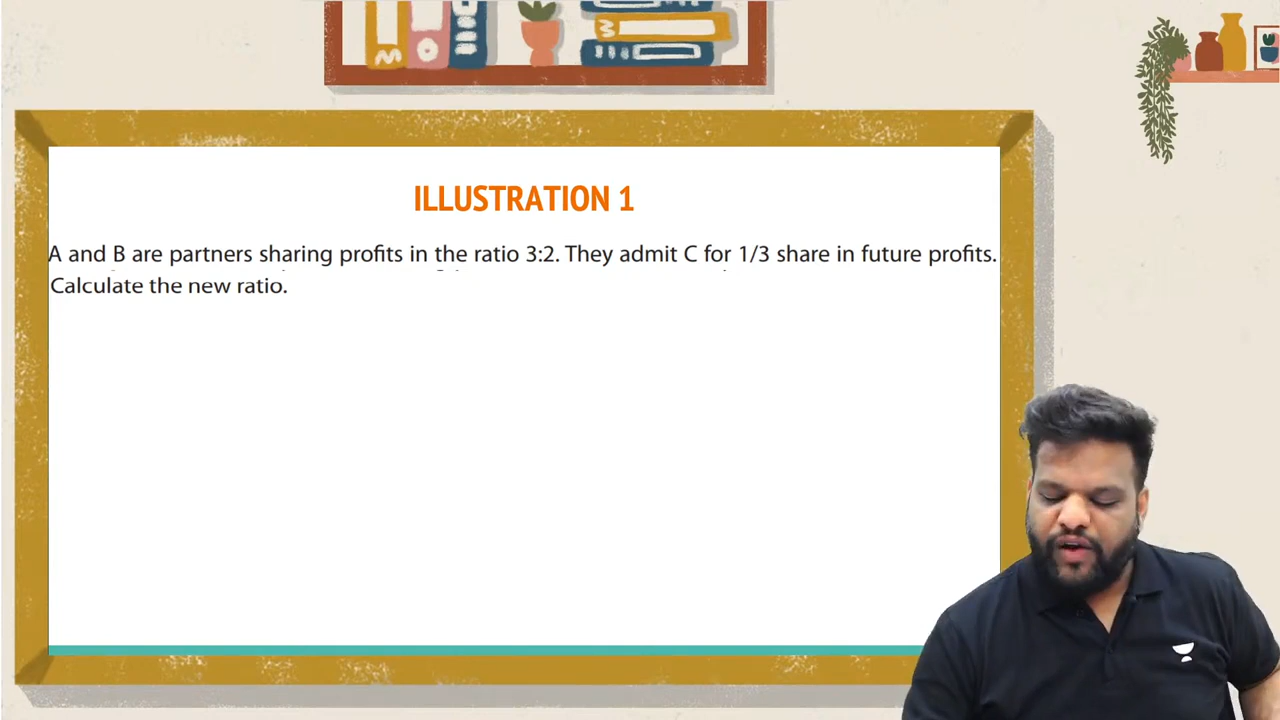 ILLUSTRATION 1
A and B are partners sharing profits in the ratio 3:2. They admit C for 1/3 share in future profits.
Calculate the new ratio.